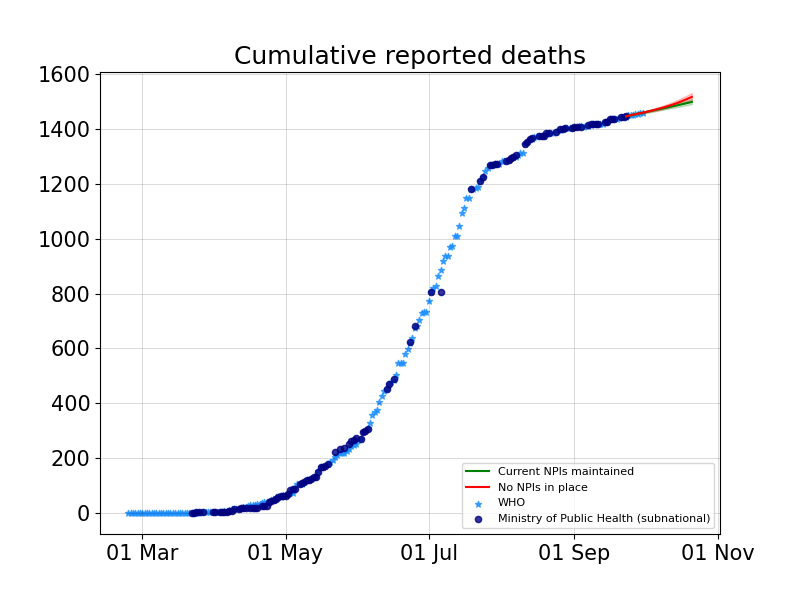 Cumulative reported deaths
1600
1400
1200
1000
800
600
400
200
0
01 Mar
01 May
01 Jul
01 Sep
01 Nov
Current NPIs maintained
No NPIs in place
WHO
Ministry of Public Health (subnational)